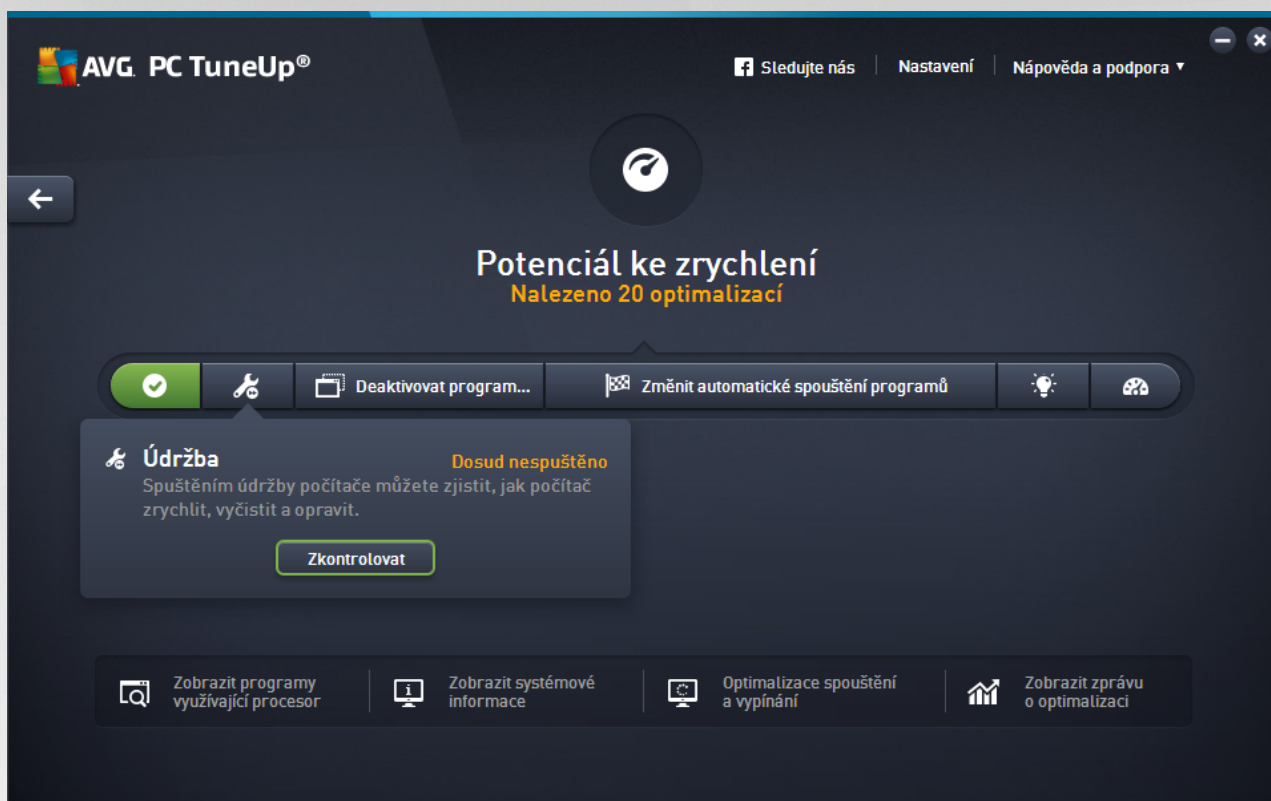 AVG. PC TuneUp®
Sledujte nás
Nastavení
Nápověda a podpora
Potenciál ke zrychlení
Nalezeno 20 optimalizací
Deaktivovat program...
Změnit automatické spouštění programů
Údržba
Dosud nespuštěno
Spuštěním údržby počítače můžete zjistit, jak počítač
zrychlit, vyčistit a opravit.
Zkontrolovat
Zobrazit programy
využívající procesor
Zobrazit systémové
informace
Optimalizace spouštění
a vypínání
Zobrazit zprávu
o optimalizaci